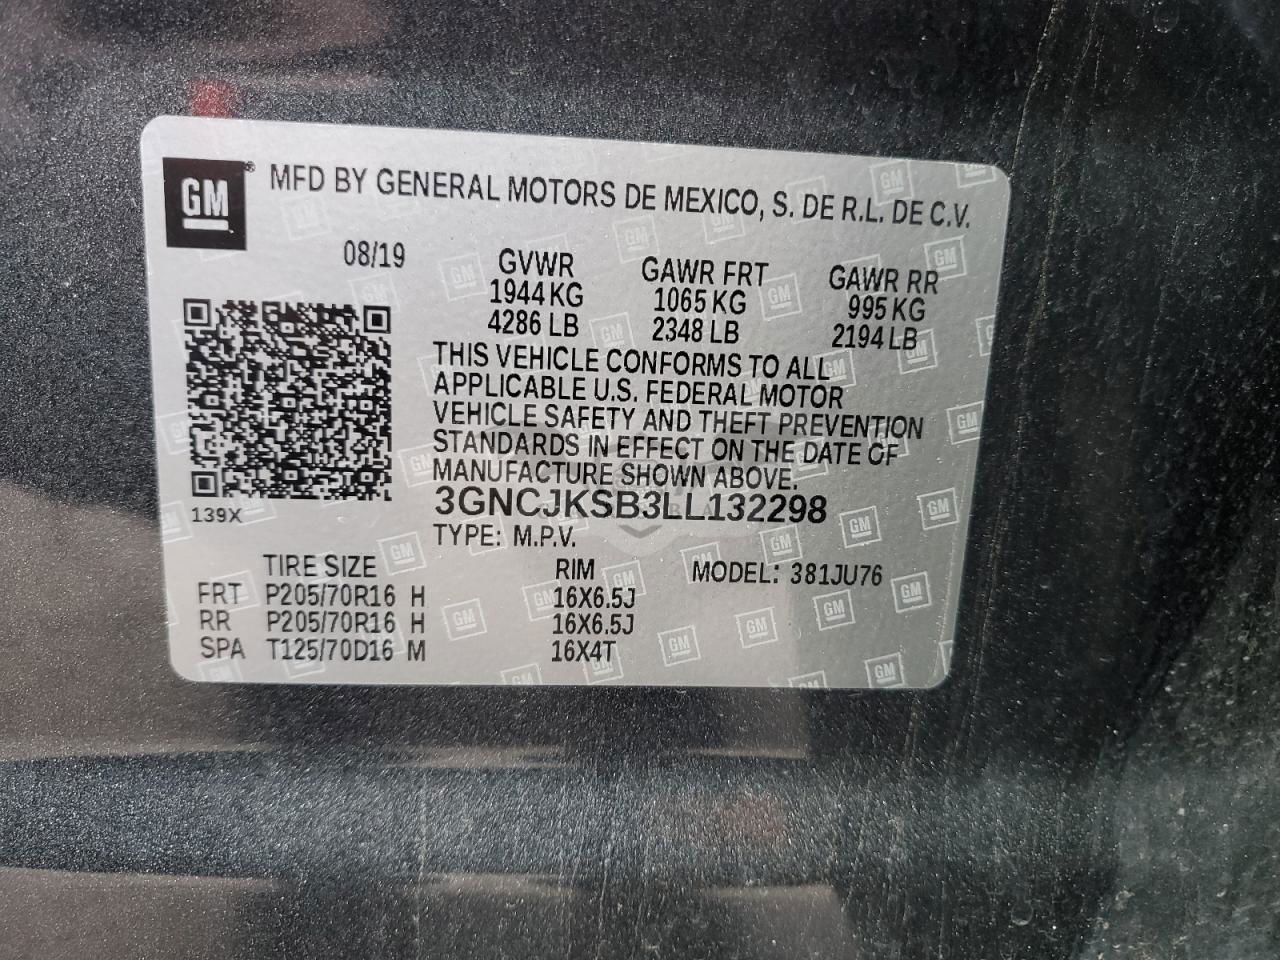 GM ® MFD BY GENERAL MOTORS DE MEXICO, S. DE R.L. DE C.V.
08/19
GVWR GAWR FRT GAWR RR
1944 KG 1065 KG 995 KG
4286 LB 2348 LB 2194 LB
THIS VEHICLE CONFORMS TO ALL
APPLICABLE U.S. FEDERAL MOTOR
VEHICLE SAFETY AND THEFT PREVENTION
STANDARDS IN EFFECT ON THE DATE OF
MANUFACTURE SHOWN ABOVE.
3GNCJKSB3LL132298
139X
TYPE: M.P.V.
TIRE SIZE RIM MODEL: 381JU76
FRT P205/70R16 H 16X6.5J
RR P205/70R16 H 16X6.5J
SPA T125/70D16 M 16X4T